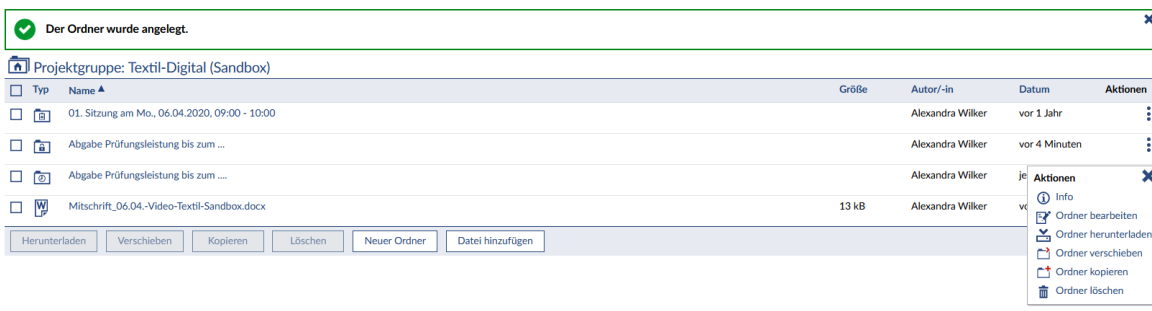 Der Ordner wurde angelegt.
Projektgruppe: Textil-Digital (Sandbox)
Typ Name Größe Autor/-in Datum Aktionen
01. Sitzung am Mo., 06.04.2020, 09:00 - 10:00 Alexandra Wilker vor 1 Jahr
Abgabe Prüfungsleistung bis zum ... Alexandra Wilker vor 4 Minuten
Abgabe Prüfungsleistung bis zum .... Alexandra Wilker je
Mitschrift_06.04.-Video-Textil-Sandbox.docx 13 kB Alexandra Wilker vo
Herunterladen Verschieben Kopieren Löschen Neuer Ordner Datei hinzufügen
Aktionen
Info
Ordner bearbeiten
Ordner herunterladen
Ordner verschieben
Ordner kopieren
Ordner löschen